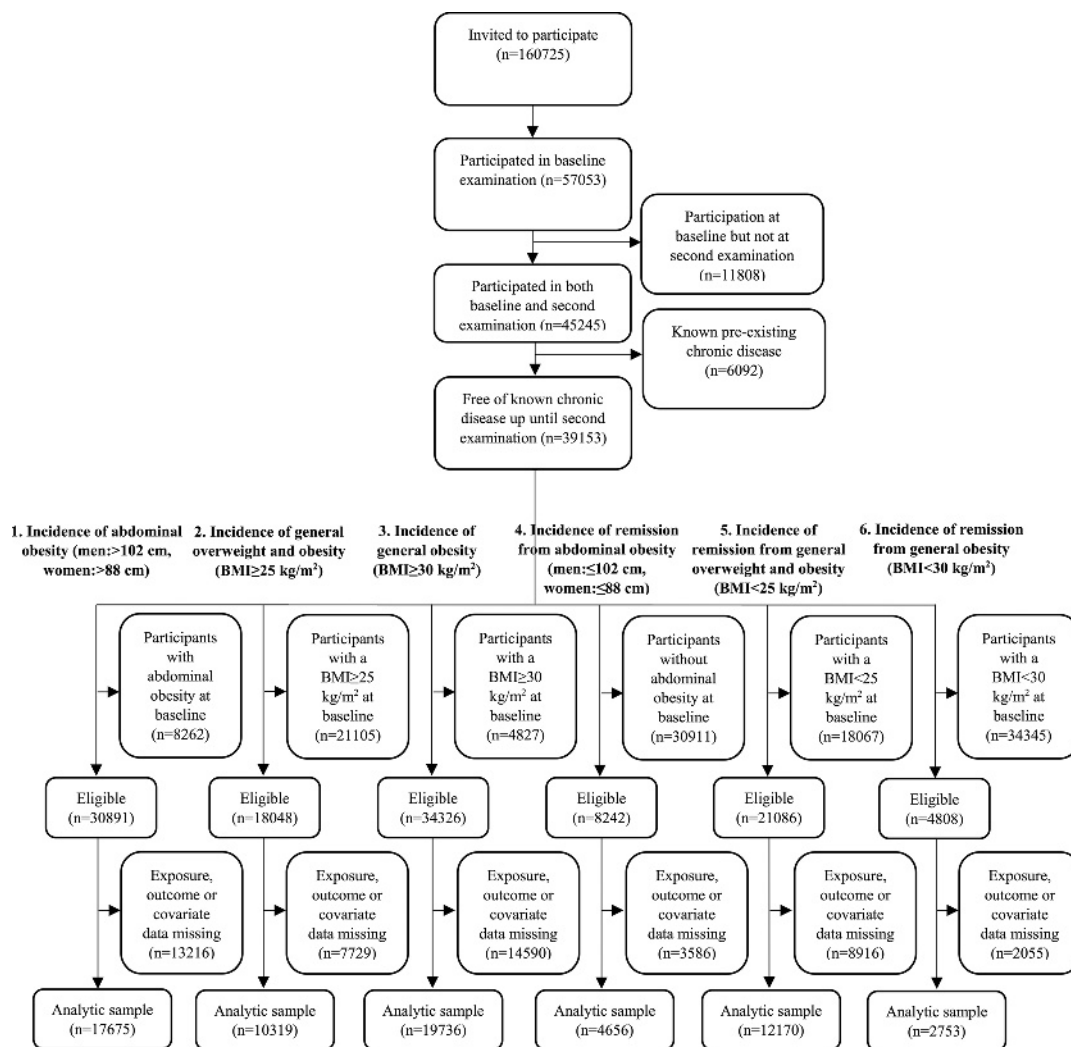 Invited to participate
(n=160725)
Participated in baseline
examination (n=57053)
Participation at
baseline but not at
second examination
(n=11808)
Participated in both
baseline and second
examination (n=45245)
Known pre-existing
chronic disease
(n=6092)
Free of known chronic
disease up until second
examination (n=39153)
1. Incidence of abdominal
obesity (men:>102 cm,
women:>88 cm)
2. Incidence of general
overweight and obesity
(BMI≥25 kg/m²)
3. Incidence of
general obesity
(BMI≥30 kg/m²)
4. Incidence of remission
from abdominal obesity
(men:≤102 cm,
women:≤88 cm)
5. Incidence of
remission from general
overweight and obesity
(BMI<25 kg/m²)
6. Incidence of remission
from general obesity
(BMI<30 kg/m²)
Participants
with
abdominal
obesity at
baseline
(n=8262)
Participants
with a
BMI≥25
kg/m² at
baseline
(n=21105)
Participants
with a
BMI≥30
kg/m² at
baseline
(n=4827)
Participants
without
abdominal
obesity at
baseline
(n=30911)
Participants
with a
BMI<25
kg/m² at
baseline
(n=18067)
Participants
with a
BMI<30
kg/m² at
baseline
(n=34345)
Eligible
(n=30891)
Eligible
(n=18048)
Eligible
(n=34326)
Eligible
(n=8242)
Eligible
(n=21086)
Eligible
(n=4808)
Exposure,
outcome or
covariate
data missing
(n=13216)
Exposure,
outcome or
covariate
data missing
(n=7729)
Exposure,
outcome or
covariate
data missing
(n=14590)
Exposure,
outcome or
covariate
data missing
(n=3586)
Exposure,
outcome or
covariate
data missing
(n=8916)
Exposure,
outcome or
covariate
data missing
(n=2055)
Analytic sample
(n=17675)
Analytic sample
(n=10319)
Analytic sample
(n=19736)
Analytic sample
(n=4656)
Analytic sample
(n=12170)
Analytic sample
(n=2753)